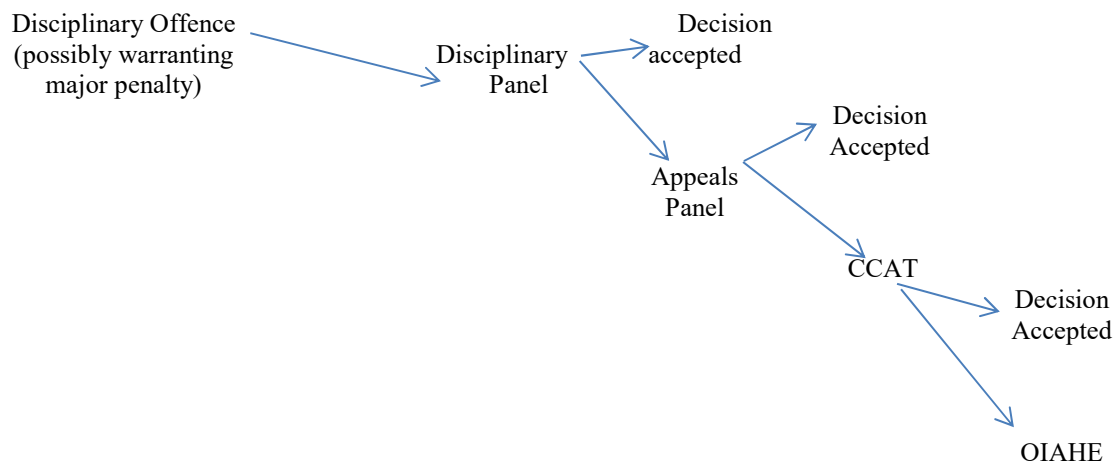 Disciplinary Offence
(possibly warranting
major penalty)
Disciplinary
Panel
Decision
accepted
Appeals
Panel
Decision
Accepted
CCAT
Decision
Accepted
OIAHE